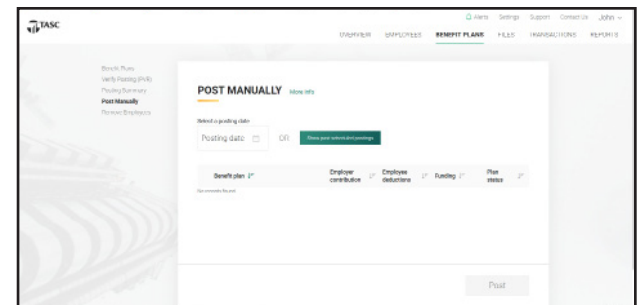 TASC
Alerts Settings Support Contact Us John
OVERVIEW EMPLOYEES BENEFIT PLANS FILES TRANSACTIONS REPORTS
Benefit Plans
Verify Posting (PVR)
Posting Summary
Post Manually
Remove Employees
POST MANUALLY More info
Select a posting date
Posting date OR Show past scheduled postings
Benefit plan Employer contribution Employee deductions Funding Plan status
No records found
Post